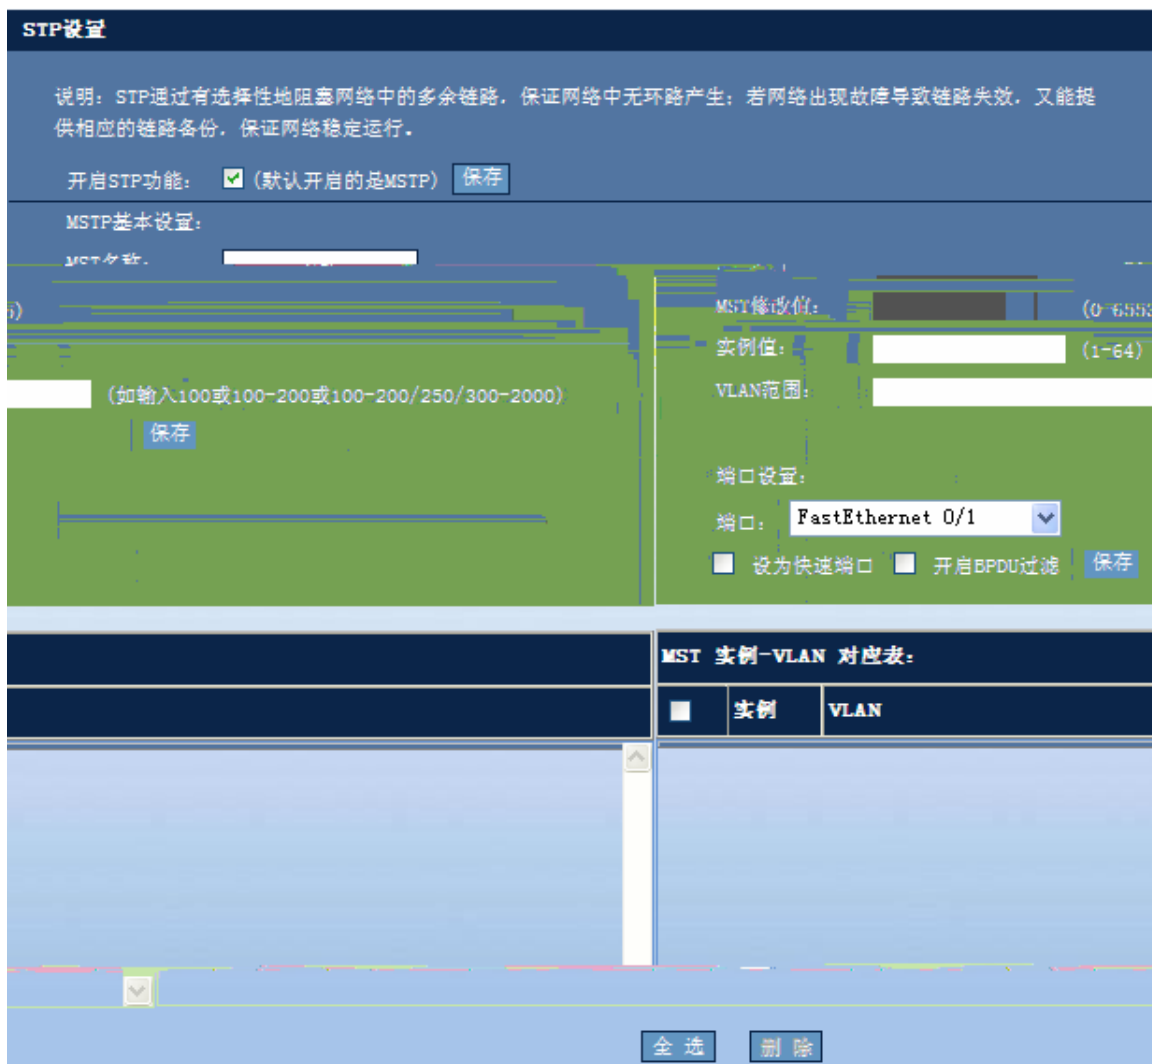 STP设置
说明：STP通过有选择性地阻塞网络中的多余链路，保证网络中无环路产生；若网络出现故障导致链路失效，又能提
供相应的链路备份，保证网络稳定运行。
开启STP功能： (默认开启的是MSTP) 保存
MSTP基本设置：
MST名称：
MST修改值： (0-6553
5)
实例值： (1-64)
VLAN范围：
(如输入100或100-200或100-200/250/300-2000)
保存
端口设置：
端口： FastEthernet 0/1
设为快速端口 开启BPDU过滤 保存
MST 实例-VLAN 对应表：
实例 VLAN
全选 删除